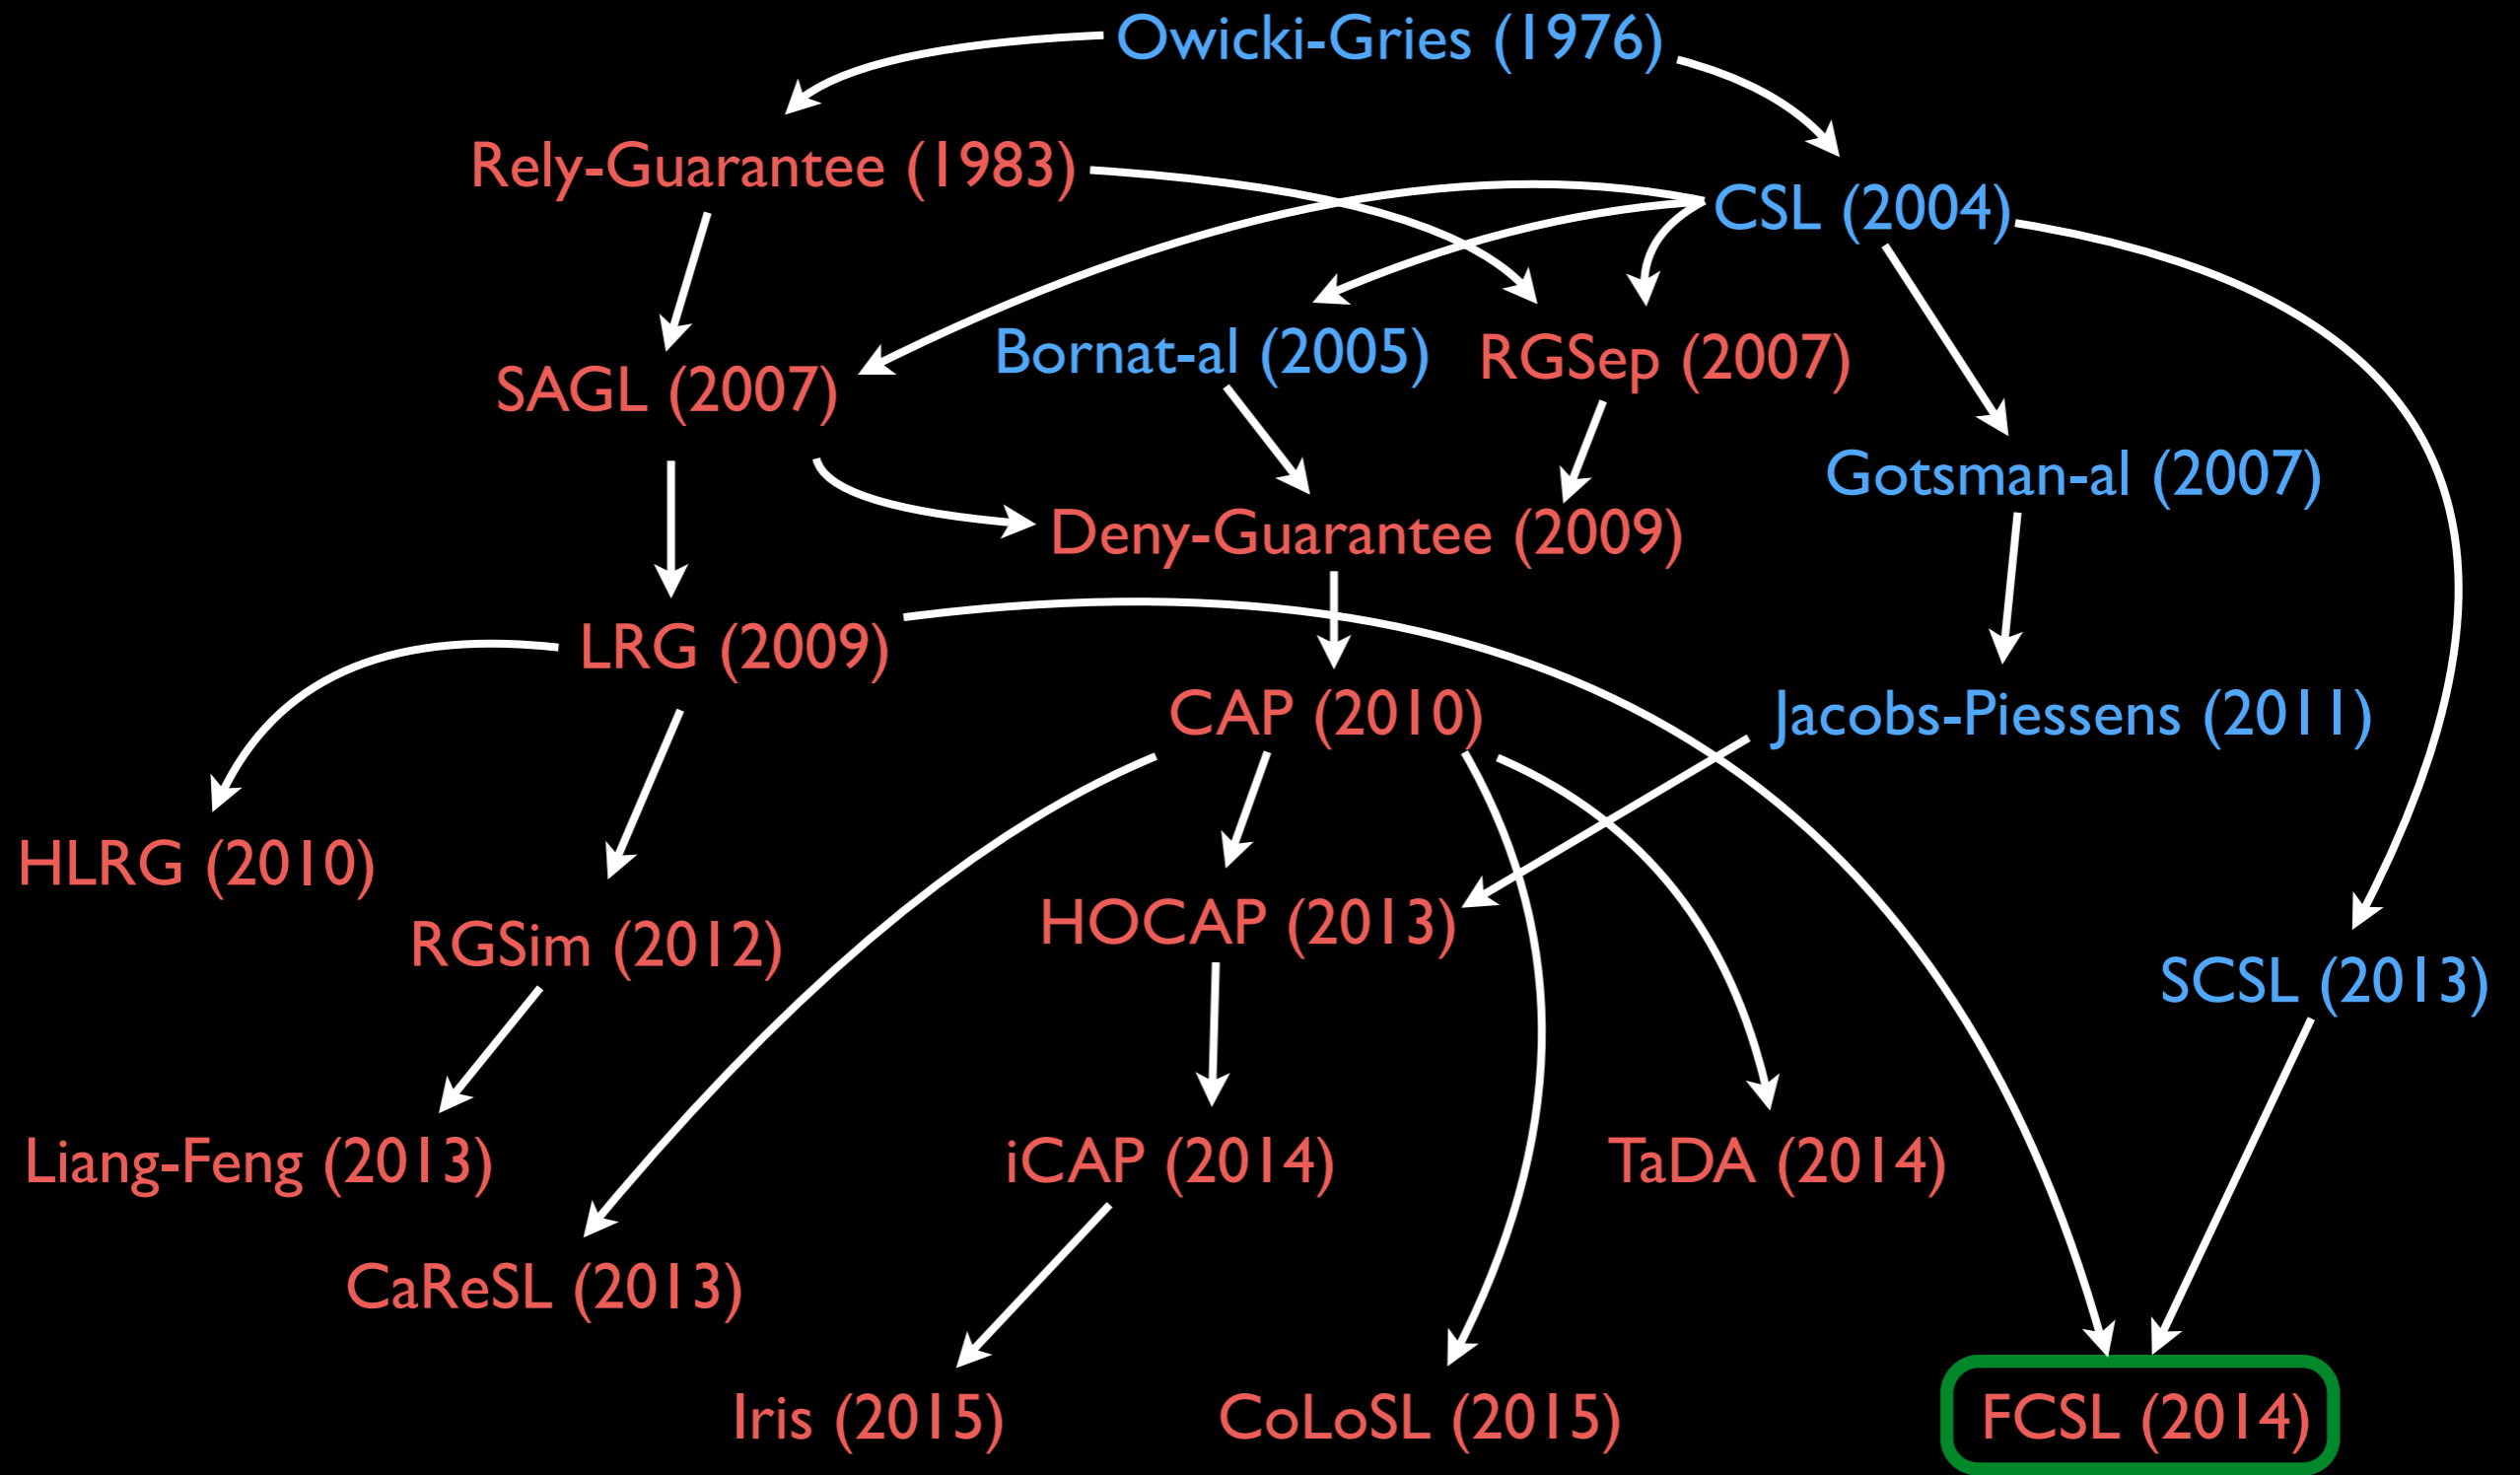 Owicki-Gries (1976)
Rely-Guarantee (1983)
CSL (2004)
Bornat-al (2005)
RGSep (2007)
SAGL (2007)
Gotsman-al (2007)
Deny-Guarantee (2009)
LRG (2009)
CAP (2010)
Jacobs-Piessens (2011)
HLRG (2010)
HOCAP (2013)
RGSim (2012)
SCSL (2013)
Liang-Feng (2013)
iCAP (2014)
TaDA (2014)
CaReSL (2013)
Iris (2015)
CoLoSL (2015)
FCSL (2014)